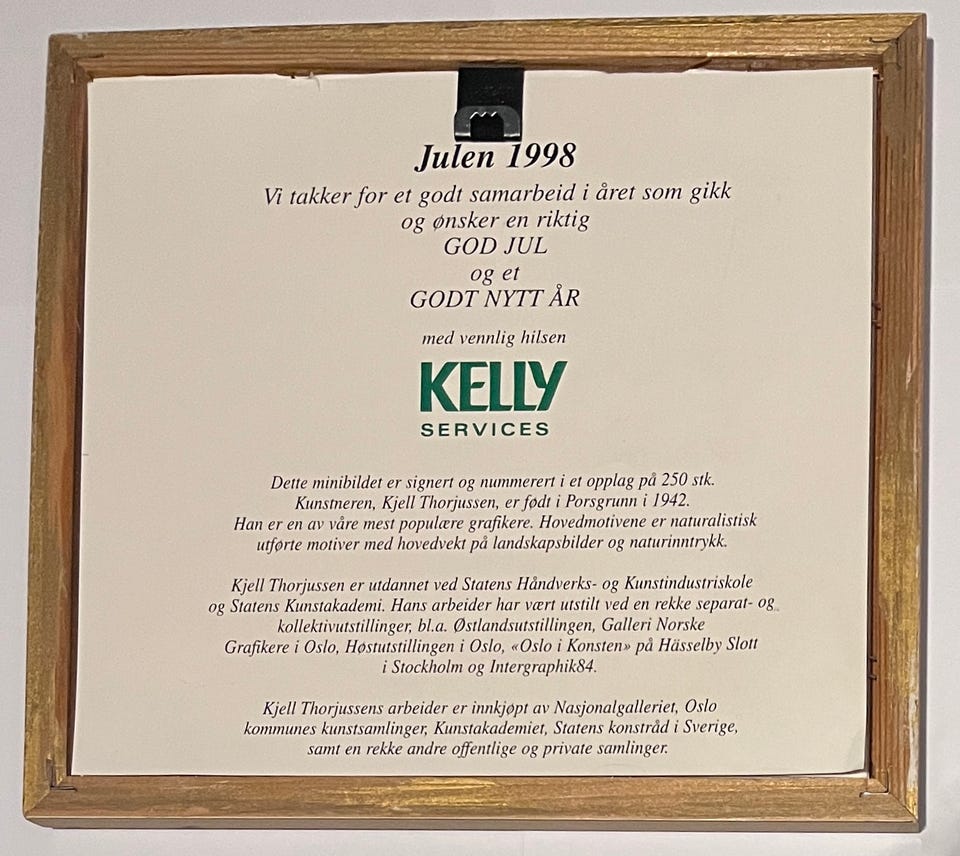 Julen 1998
Vi takker for et godt samarbeid i året som gikk
og ønsker en riktig
GOD JUL
og et
GODT NYTT ÅR
med vennlig hilsen
KELLY
SERVICES
Dette minibildet er signert og nummerert i et opplag på 250 stk.
Kunstneren, Kjell Thorjussen, er født i Porsgrunn i 1942.
Han er en av våre mest populære grafikere. Hovedmotivene er naturalistisk
utførte motiver med hovedvekt på landskapsbilder og naturinntrykk.
Kjell Thorjussen er utdannet ved Statens Håndverks- og Kunstindustriskole
og Statens Kunstakademi. Hans arbeider har vært utstilt ved en rekke separat- og
kollektivutstillinger, bl.a. Østlandsutstillingen, Galleri Norske
Grafikere i Oslo, Høstutstillingen i Oslo, «Oslo i Konsten» på Hässelby Slott
i Stockholm og Intergraphik84.
Kjell Thorjussens arbeider er innkjøpt av Nasjonalgalleriet, Oslo
kommunes kunstsamlinger, Kunstakademiet, Statens konstråd i Sverige,
samt en rekke andre offentlige og private samlinger.